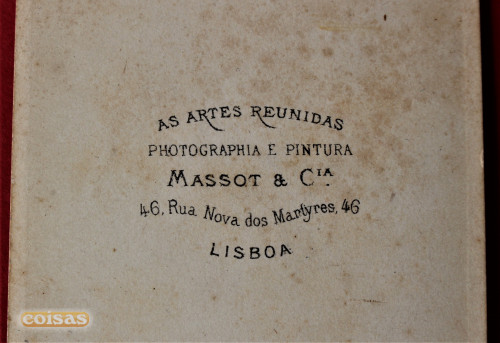 AS ARTES REUNIDAS
PHOTOGRAPHIA E PINTURA
MASSOT & CIA.
46, Rua Nova dos Martyres, 46
LISBOA
coisas